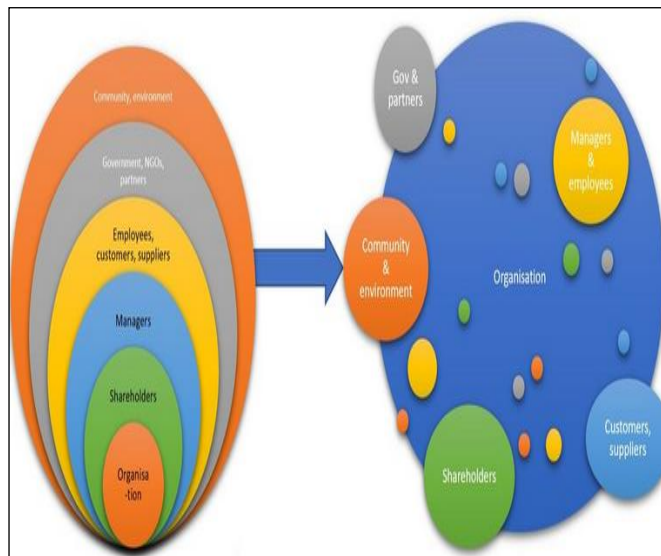 Community, environment
Government, NGOs,
partners
Employees,
customers, suppliers
Managers
Shareholders
Organisa
-tion
Gov &
partners
Managers
&
employees
Community
&
environment
Organisation
Customers,
suppliers
Shareholders